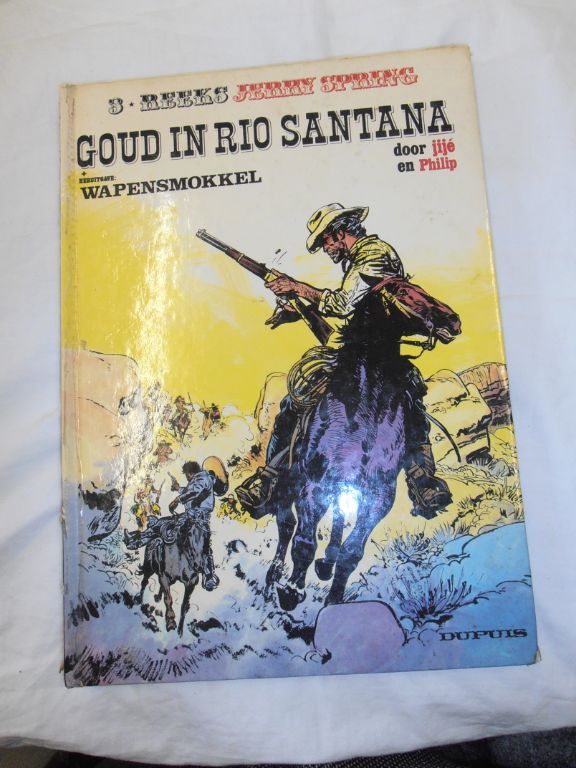 3 * REEKS JERRY SPRING
GOUD IN RIO SANTANA
+
HERUITGAVE:
WAPENSMOKKEL
door jijé
en Philip
DUPUIS